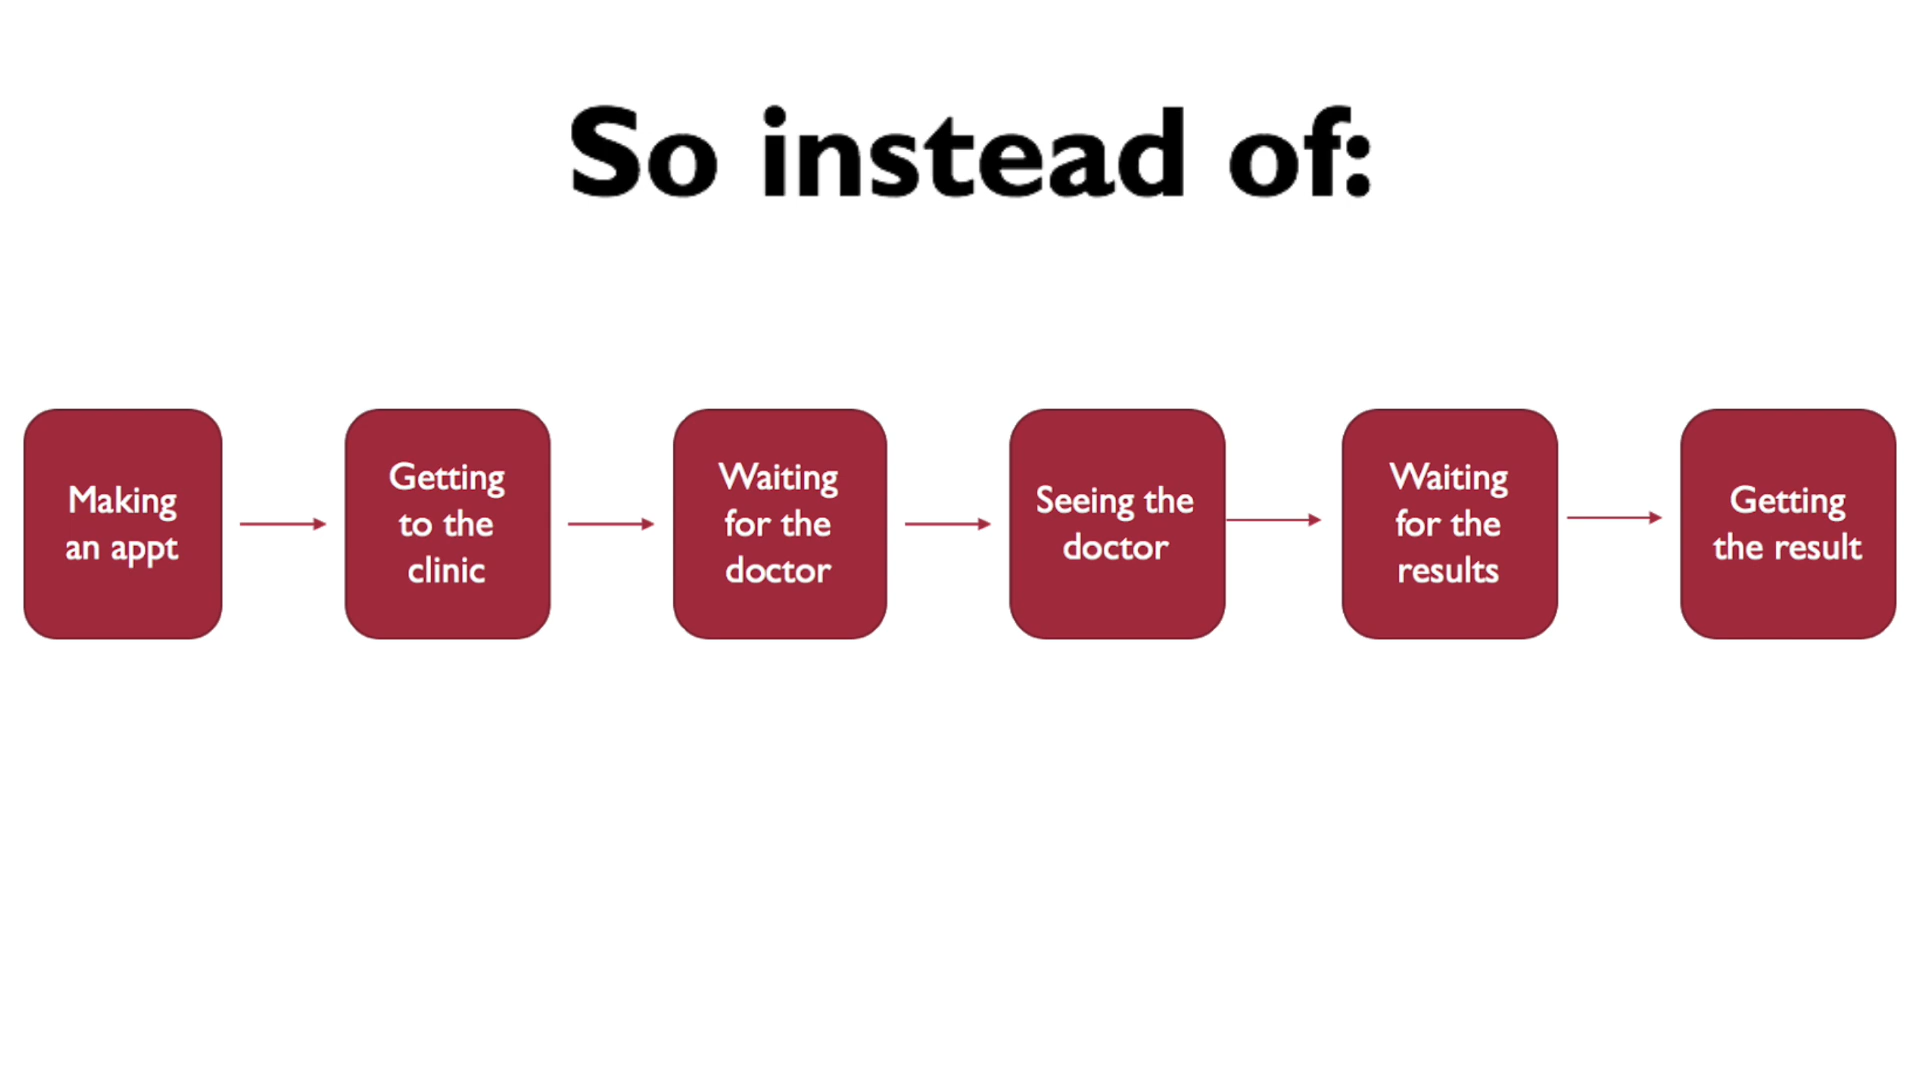 So instead of:
Making
an appt
Getting
to the
clinic
Waiting
for the
doctor
Seeing the
doctor
Waiting
for the
results
Getting
the result